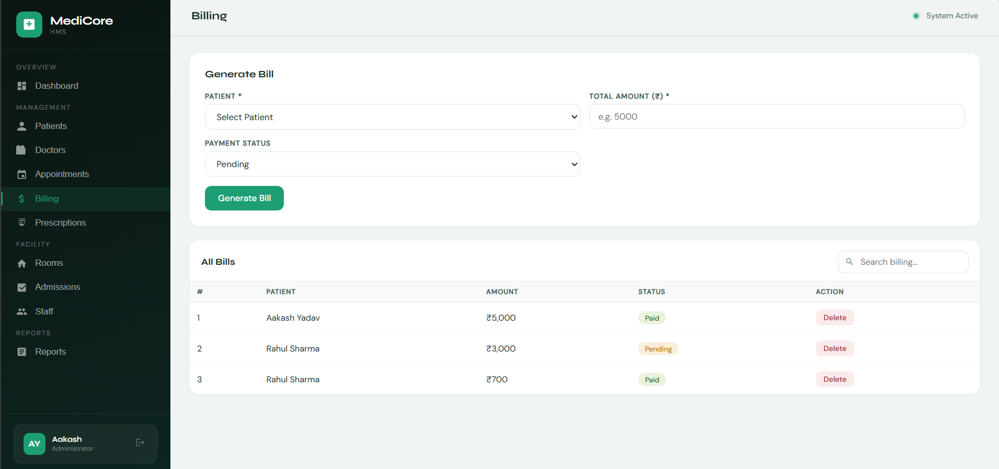 MediCore
HMS
OVERVIEW
Dashboard
MANAGEMENT
Patients
Doctors
Appointments
Billing
Prescriptions
FACILITY
Rooms
Admissions
Staff
REPORTS
Reports
AY
Aakash
Administrator
Billing
System Active
Generate Bill
PATIENT * TOTAL AMOUNT (₹) *
Select Patient e.g. 5000
PAYMENT STATUS
Pending
Generate Bill
All Bills Search billing...
# PATIENT AMOUNT STATUS ACTION
1 Aakash Yadav ₹5,000 Paid Delete
2 Rahul Sharma ₹3,000 Pending Delete
3 Rahul Sharma ₹700 Paid Delete